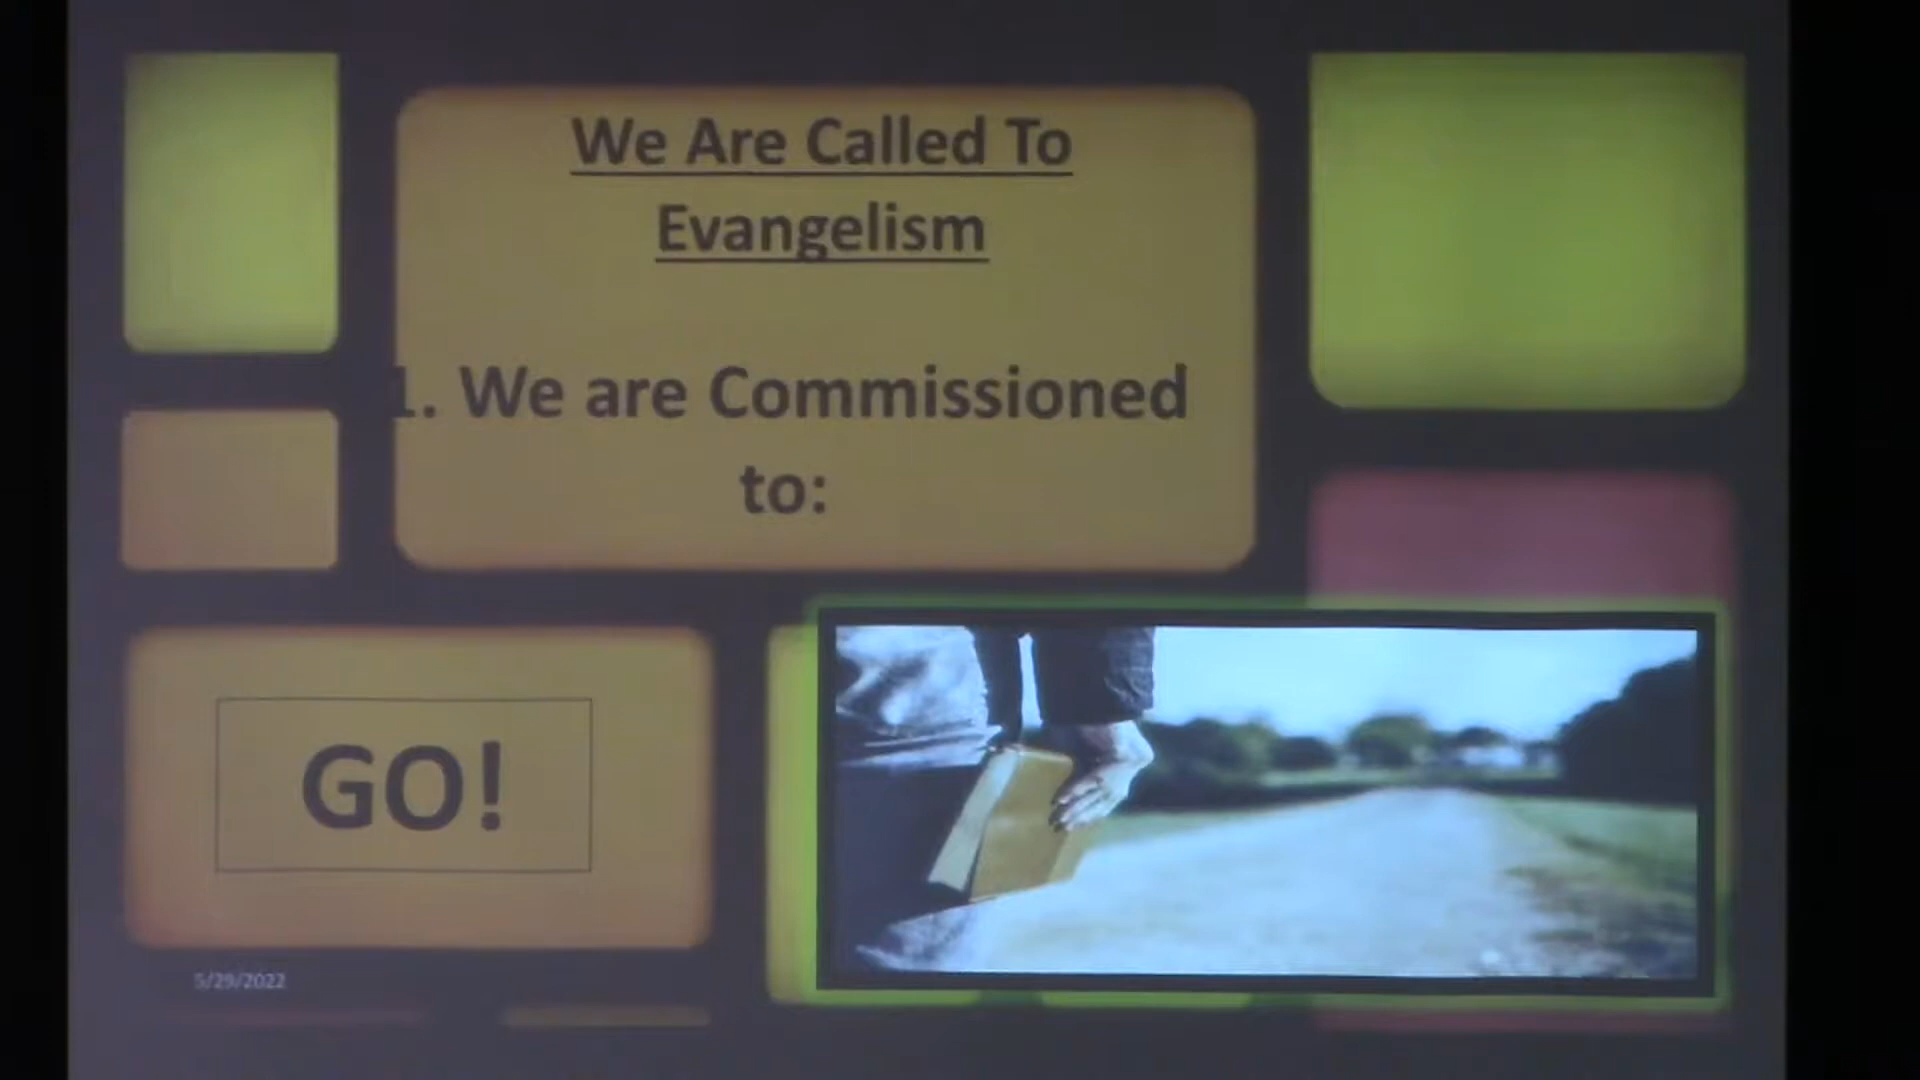 We Are Called To
Evangelism
1. We are Commissioned
to:
GO!
5/29/2022